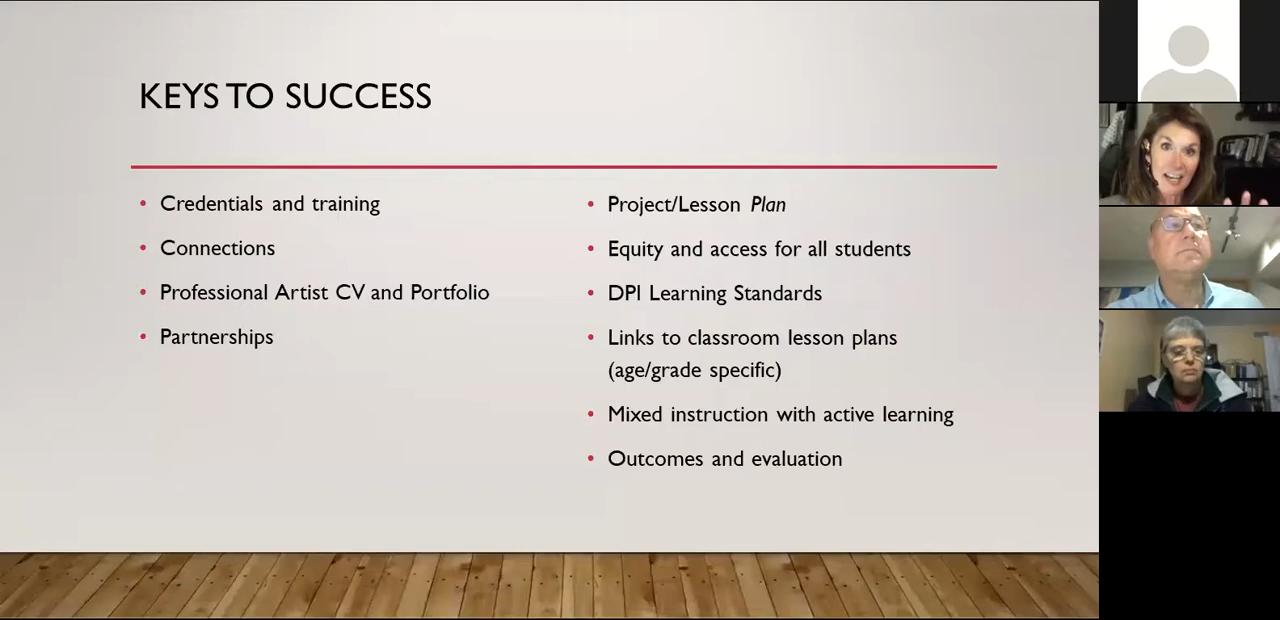 KEYS TO SUCCESS
• Credentials and training
• Connections
• Professional Artist CV and Portfolio
• Partnerships
• Project/Lesson Plan
• Equity and access for all students
• DPI Learning Standards
• Links to classroom lesson plans
(age/grade specific)
• Mixed instruction with active learning
• Outcomes and evaluation